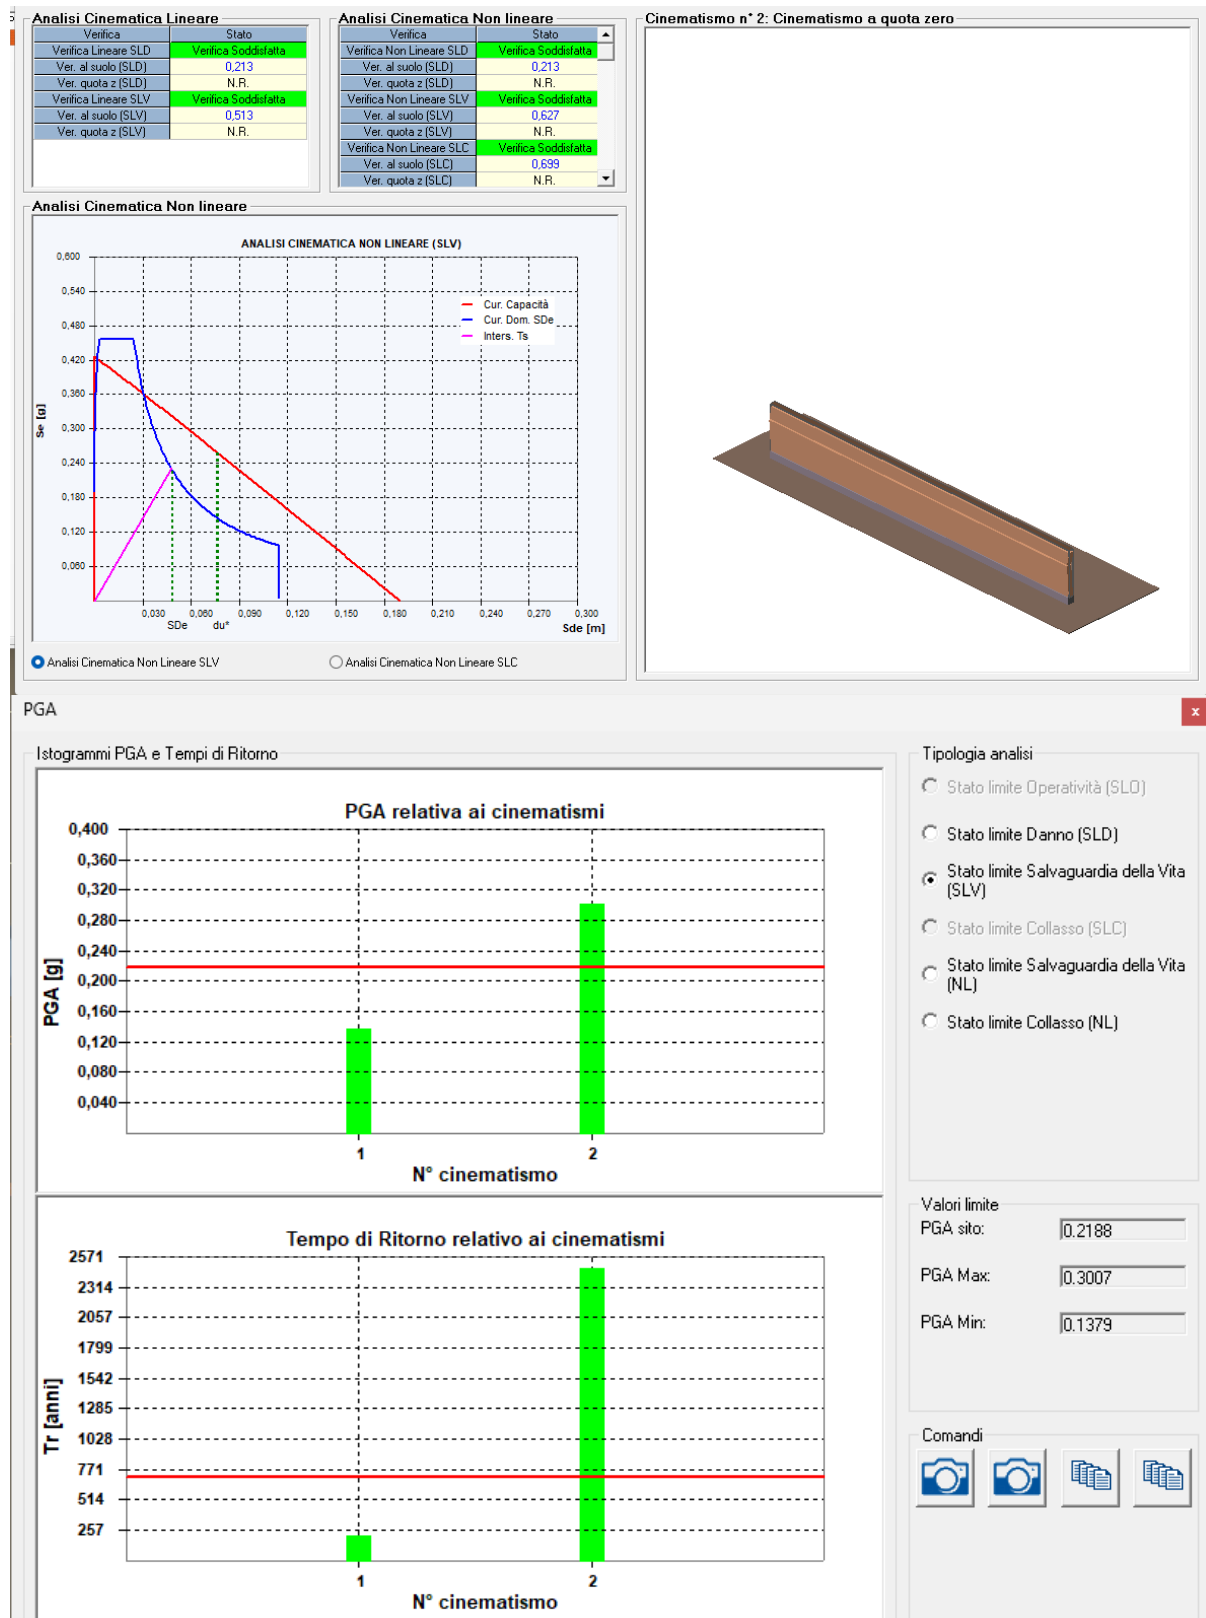 Analisi Cinematica Lineare
Verifica Stato
Verifica Lineare SLD Verifica Soddisfatta
Ver. al suolo (SLD) 0,213
Ver. quota z (SLD) N.R.
Verifica Lineare SLV Verifica Soddisfatta
Ver. al suolo (SLV) 0,513
Ver. quota z (SLV) N.R.
Analisi Cinematica Non lineare
Verifica Stato
Verifica Non Lineare SLD Verifica Soddisfatta
Ver. al suolo (SLD) 0,213
Ver. quota z (SLD) N.R.
Verifica Non Lineare SLV Verifica Soddisfatta
Ver. al suolo (SLV) 0,627
Ver. quota z (SLV) N.R.
Verifica Non Lineare SLC Verifica Soddisfatta
Ver. al suolo (SLC) 0,699
Ver. quota z (SLC) N.R.
Cinematismo n° 2: Cinematismo a quota zero
Analisi Cinematica Non lineare
ANALISI CINEMATICA NON LINEARE (SLV)
0,600
0,540
0,480
0,420
0,360
0,300
0,240
0,180
0,120
0,060
Se [g]
Cur. Capacità
Cur. Dom. SDe
Inters. Ts
0,030 0,060 0,090 0,120 0,150 0,180 0,210 0,240 0,270 0,300
SDe du*
Sde [m]
Analisi Cinematica Non Lineare SLV
Analisi Cinematica Non Lineare SLC
PGA
x
Istogrammi PGA e Tempi di Ritorno
PGA relativa ai cinematismi
0,400
0,360
0,320
0,280
0,240
0,200
0,160
0,120
0,080
0,040
PGA [g]
1 2
N° cinematismo
Tempo di Ritorno relativo ai cinematismi
2571
2314
2057
1799
1542
1285
1028
771
514
257
Tr [anni]
1 2
N° cinematismo
Tipologia analisi
Stato limite Operatività (SLO)
Stato limite Danno (SLD)
Stato limite Salvaguardia della Vita
(SLV)
Stato limite Collasso (SLC)
Stato limite Salvaguardia della Vita
(NL)
Stato limite Collasso (NL)
Valori limite
PGA sito: 0.2188
PGA Max: 0.3007
PGA Min: 0.1379
Comandi